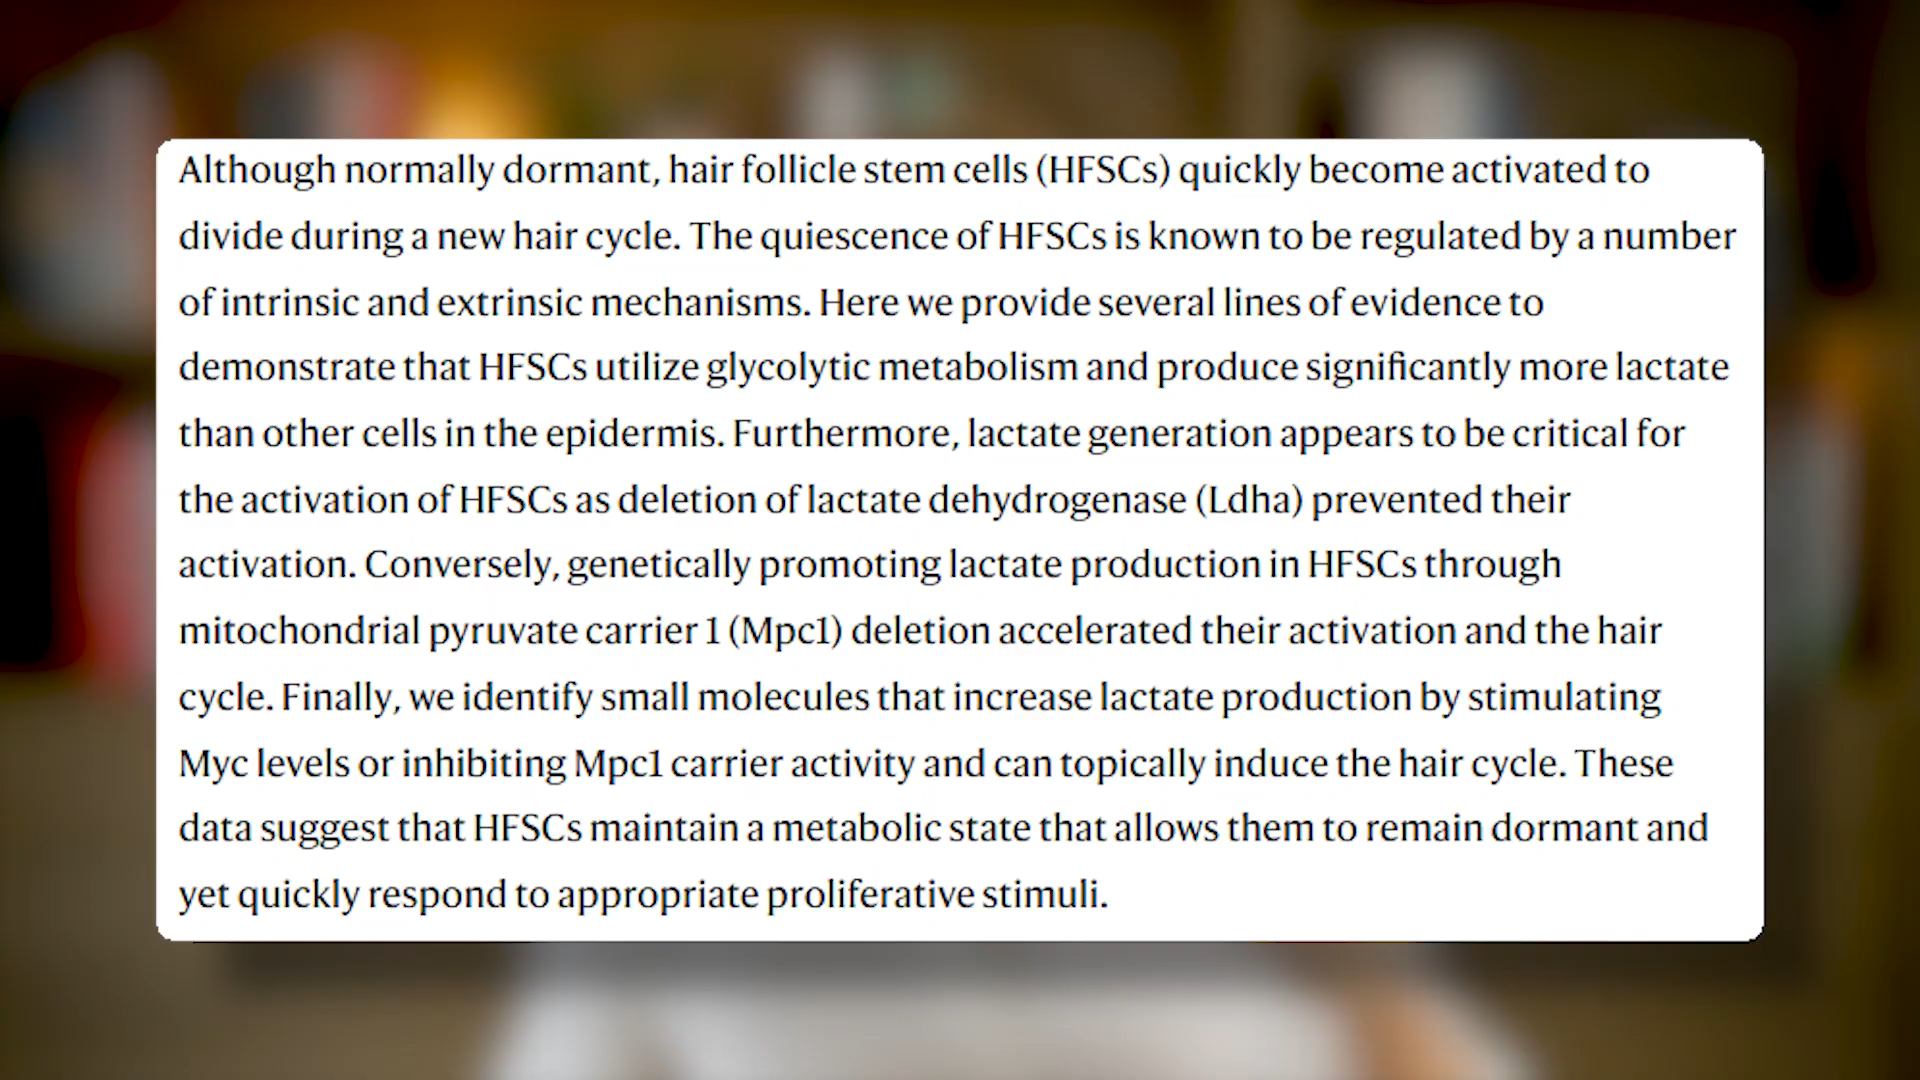 Although normally dormant, hair follicle stem cells (HFSCs) quickly become activated to
divide during a new hair cycle. The quiescence of HFSCs is known to be regulated by a number
of intrinsic and extrinsic mechanisms. Here we provide several lines of evidence to
demonstrate that HFSCs utilize glycolytic metabolism and produce significantly more lactate
than other cells in the epidermis. Furthermore, lactate generation appears to be critical for
the activation of HFSCs as deletion of lactate dehydrogenase (Ldha) prevented their
activation. Conversely, genetically promoting lactate production in HFSCs through
mitochondrial pyruvate carrier 1 (Mpc1) deletion accelerated their activation and the hair
cycle. Finally, we identify small molecules that increase lactate production by stimulating
Myc levels or inhibiting Mpc1 carrier activity and can topically induce the hair cycle. These
data suggest that HFSCs maintain a metabolic state that allows them to remain dormant and
yet quickly respond to appropriate proliferative stimuli.